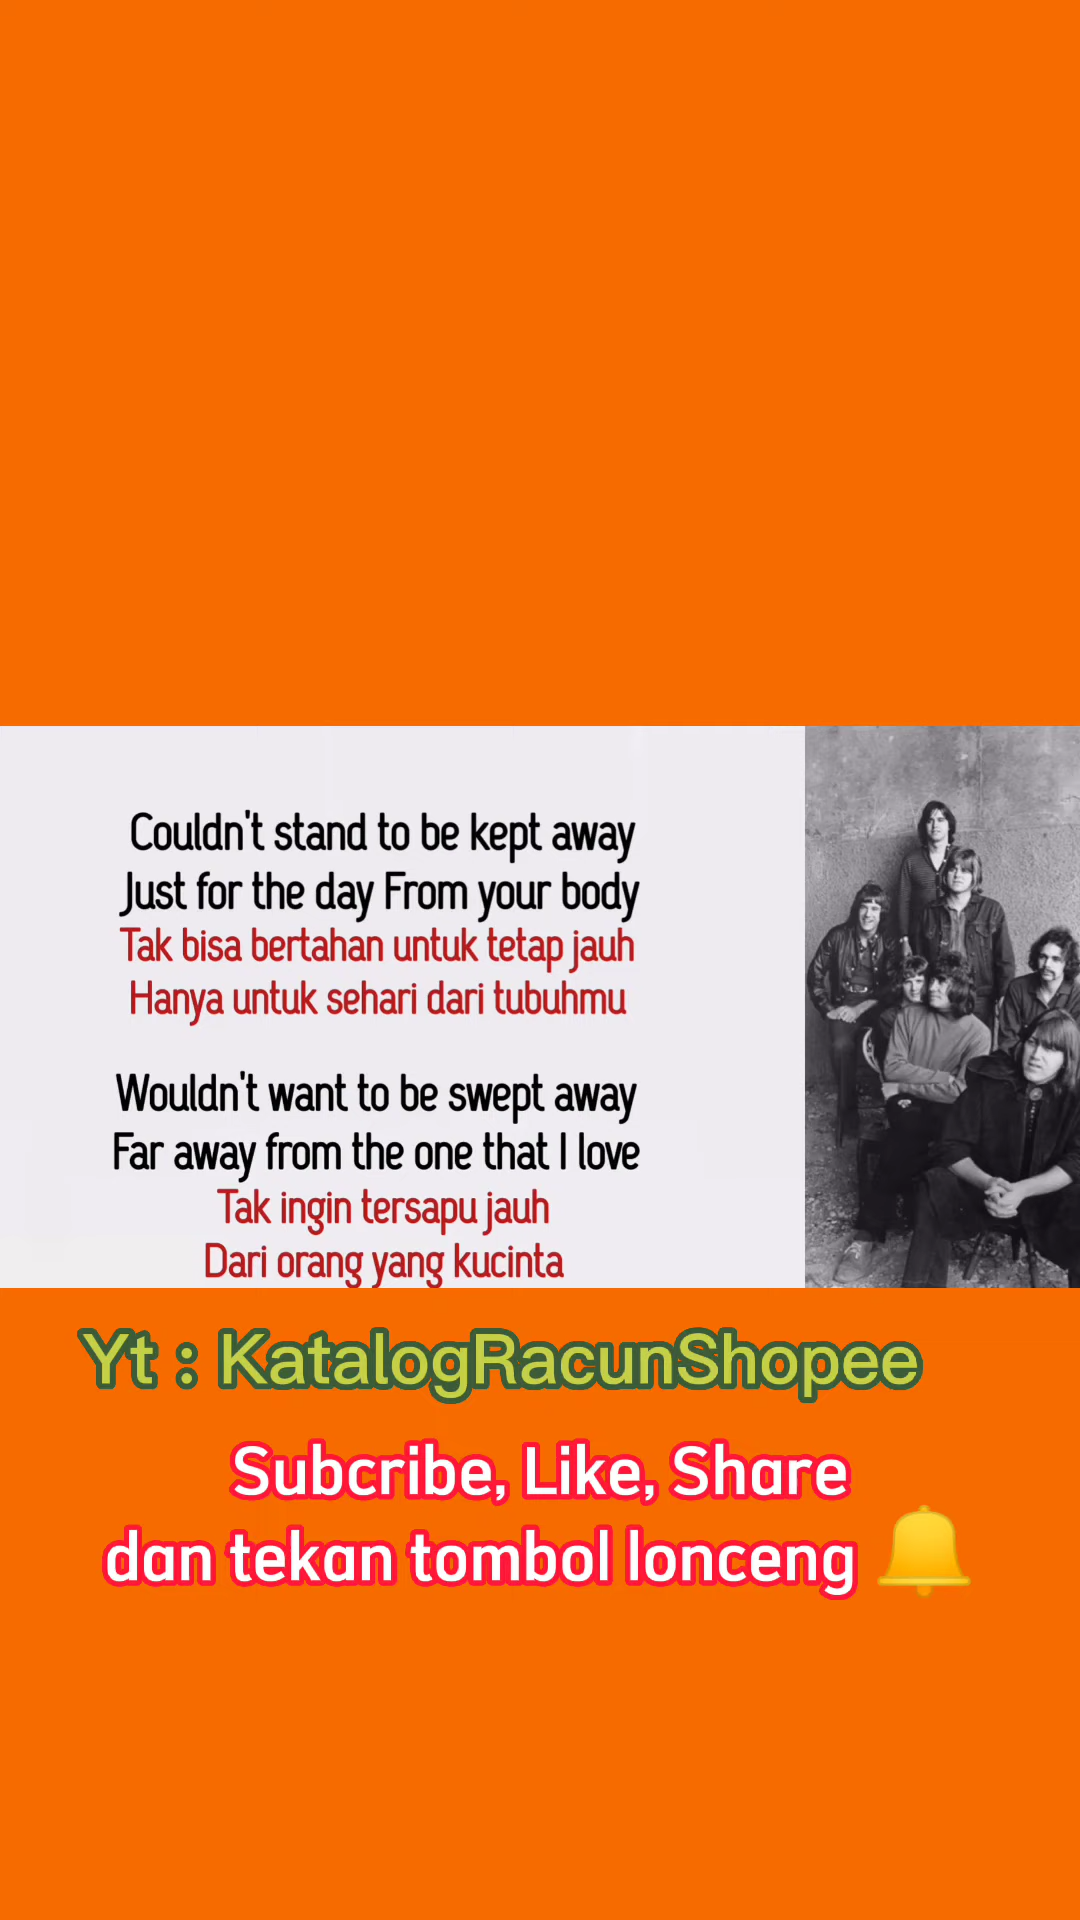 Couldn't stand to be kept away
Just for the day From your body
Tak bisa bertahan untuk tetap jauh
Hanya untuk sehari dari tubuhmu
Wouldn't want to be swept away
Far away from the one that I love
Tak ingin tersapu jauh
Dari orang yang kucinta
Yt : KatalogRacunShopee
Subcribe, Like, Share
dan tekan tombol lonceng 🔔